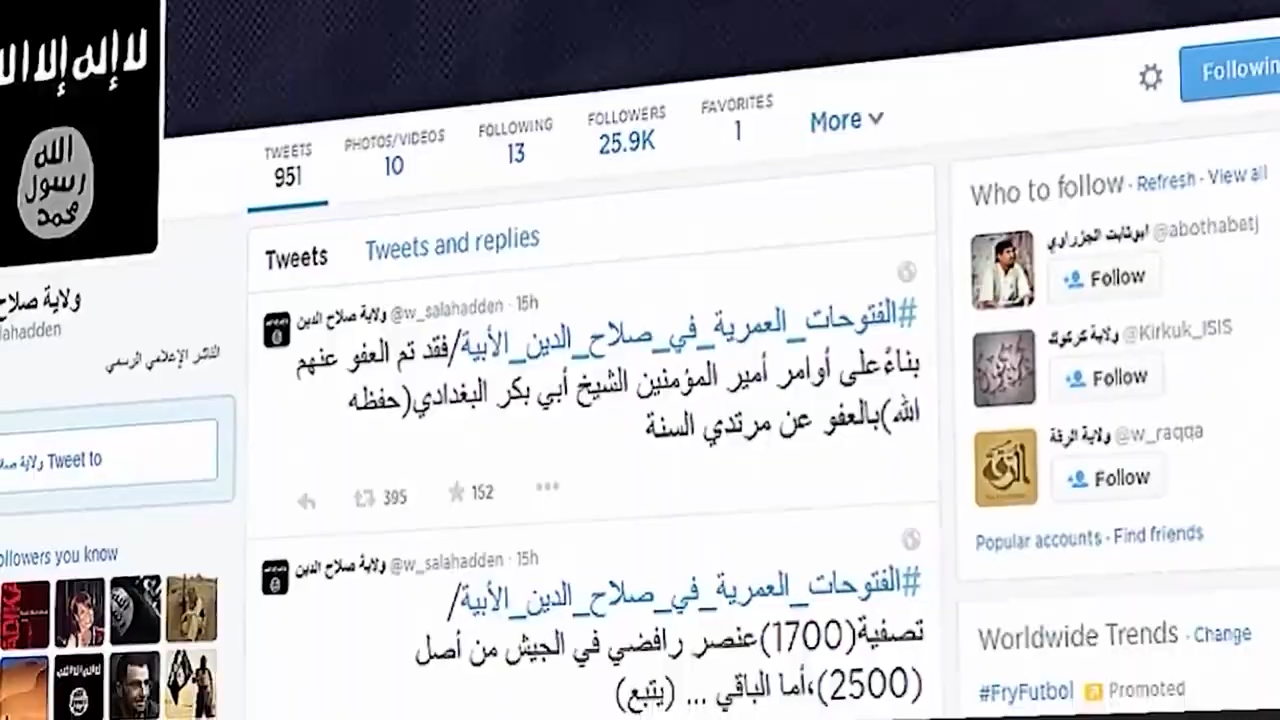 لا إله إلا الله
الله
رسول
محمد
TWEETS
951
PHOTOS/VIDEOS
10
FOLLOWING
13
FOLLOWERS
25.9K
FAVORITES
1
More
Followin
ولاية صلاح
lahadden
الناشر الإعلامي الرسمي
Tweet to ولاية صلا
ollowers you know
Tweets
Tweets and replies
ولاية صلاح الدين @w_salahadden · 15h
#الفتوحات_العمرية_في_صلاح_الدين_الأبية/فقد تم العفو عنهم
بناءً على أوامر أمير المؤمنين الشيخ أبي بكر البغدادي(حفظه
الله)بالعفو عن مرتدي السنة
395
152
ولاية صلاح الدين @w_salahadden · 15h
#الفتوحات_العمرية_في_صلاح_الدين_الأبية/
تصفية(1700)عنصر رافضي في الجيش من أصل
(2500)،أما الباقي ... (يتبع)
Who to follow · Refresh · View all
ابوثابت الجزراوي @abothabetj
Follow
ولاية كركوك @Kirkuk_ISIS
Follow
ولاية الرقة @w_raqqa
Follow
Popular accounts · Find friends
Worldwide Trends · Change
#FryFutbol Promoted